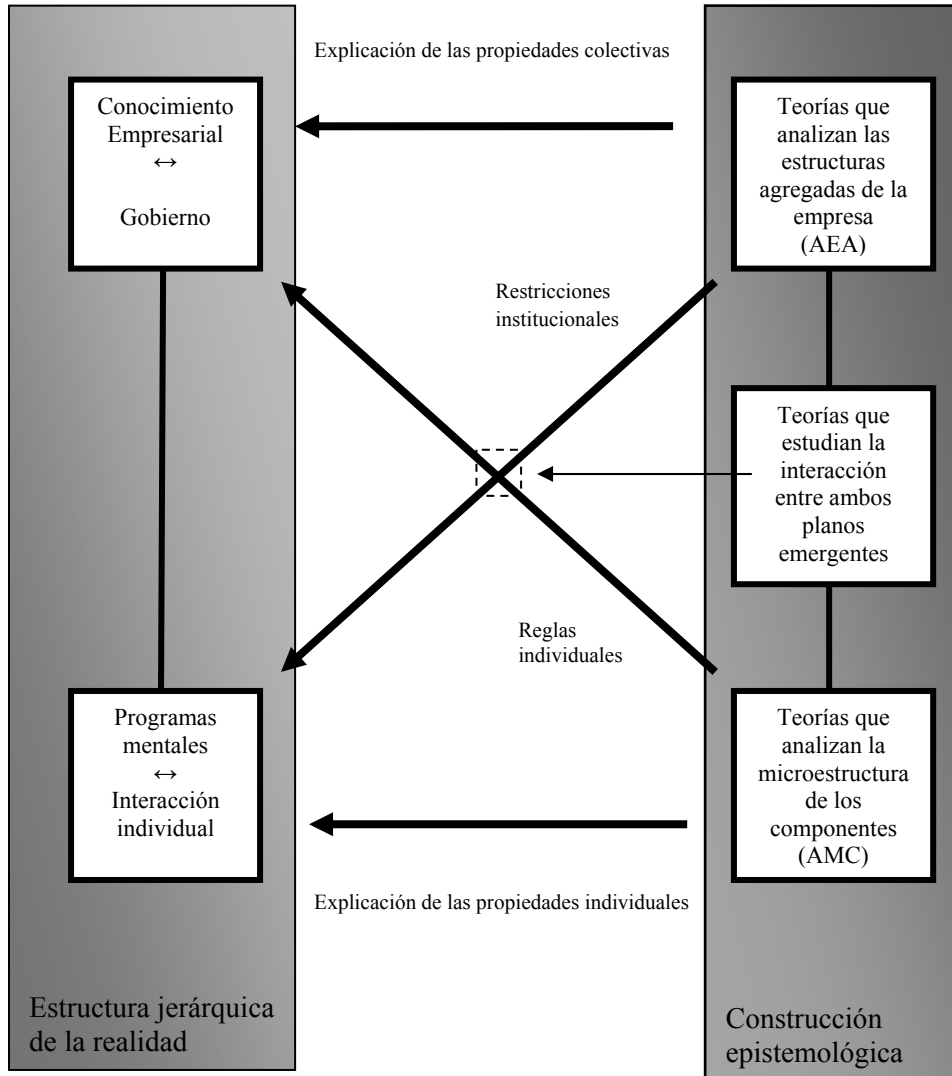 Explicación de las propiedades colectivas
Conocimiento
Empresarial
↔
Gobierno
Teorías que
analizan las
estructuras
agregadas de la
empresa
(AEA)
Restricciones
institucionales
Teorías que
estudian la
interacción
entre ambos
planos
emergentes
Reglas
individuales
Programas
mentales
↔
Interacción
individual
Teorías que
analizan la
microestructura
de los
componentes
(AMC)
Explicación de las propiedades individuales
Estructura jerárquica
de la realidad
Construcción
epistemológica